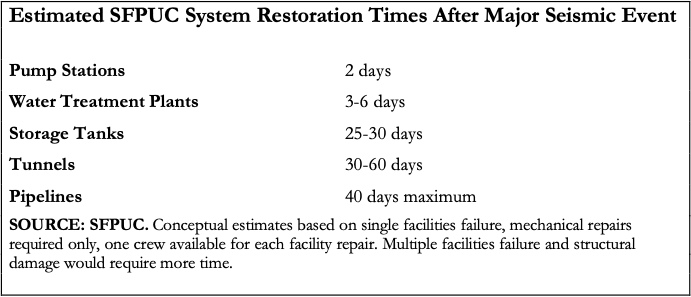 Estimated SFPUC System Restoration Times After Major Seismic Event
Pump Stations 2 days
Water Treatment Plants 3-6 days
Storage Tanks 25-30 days
Tunnels 30-60 days
Pipelines 40 days maximum
SOURCE: SFPUC. Conceptual estimates based on single facilities failure, mechanical repairs
required only, one crew available for each facility repair. Multiple facilities failure and structural
damage would require more time.